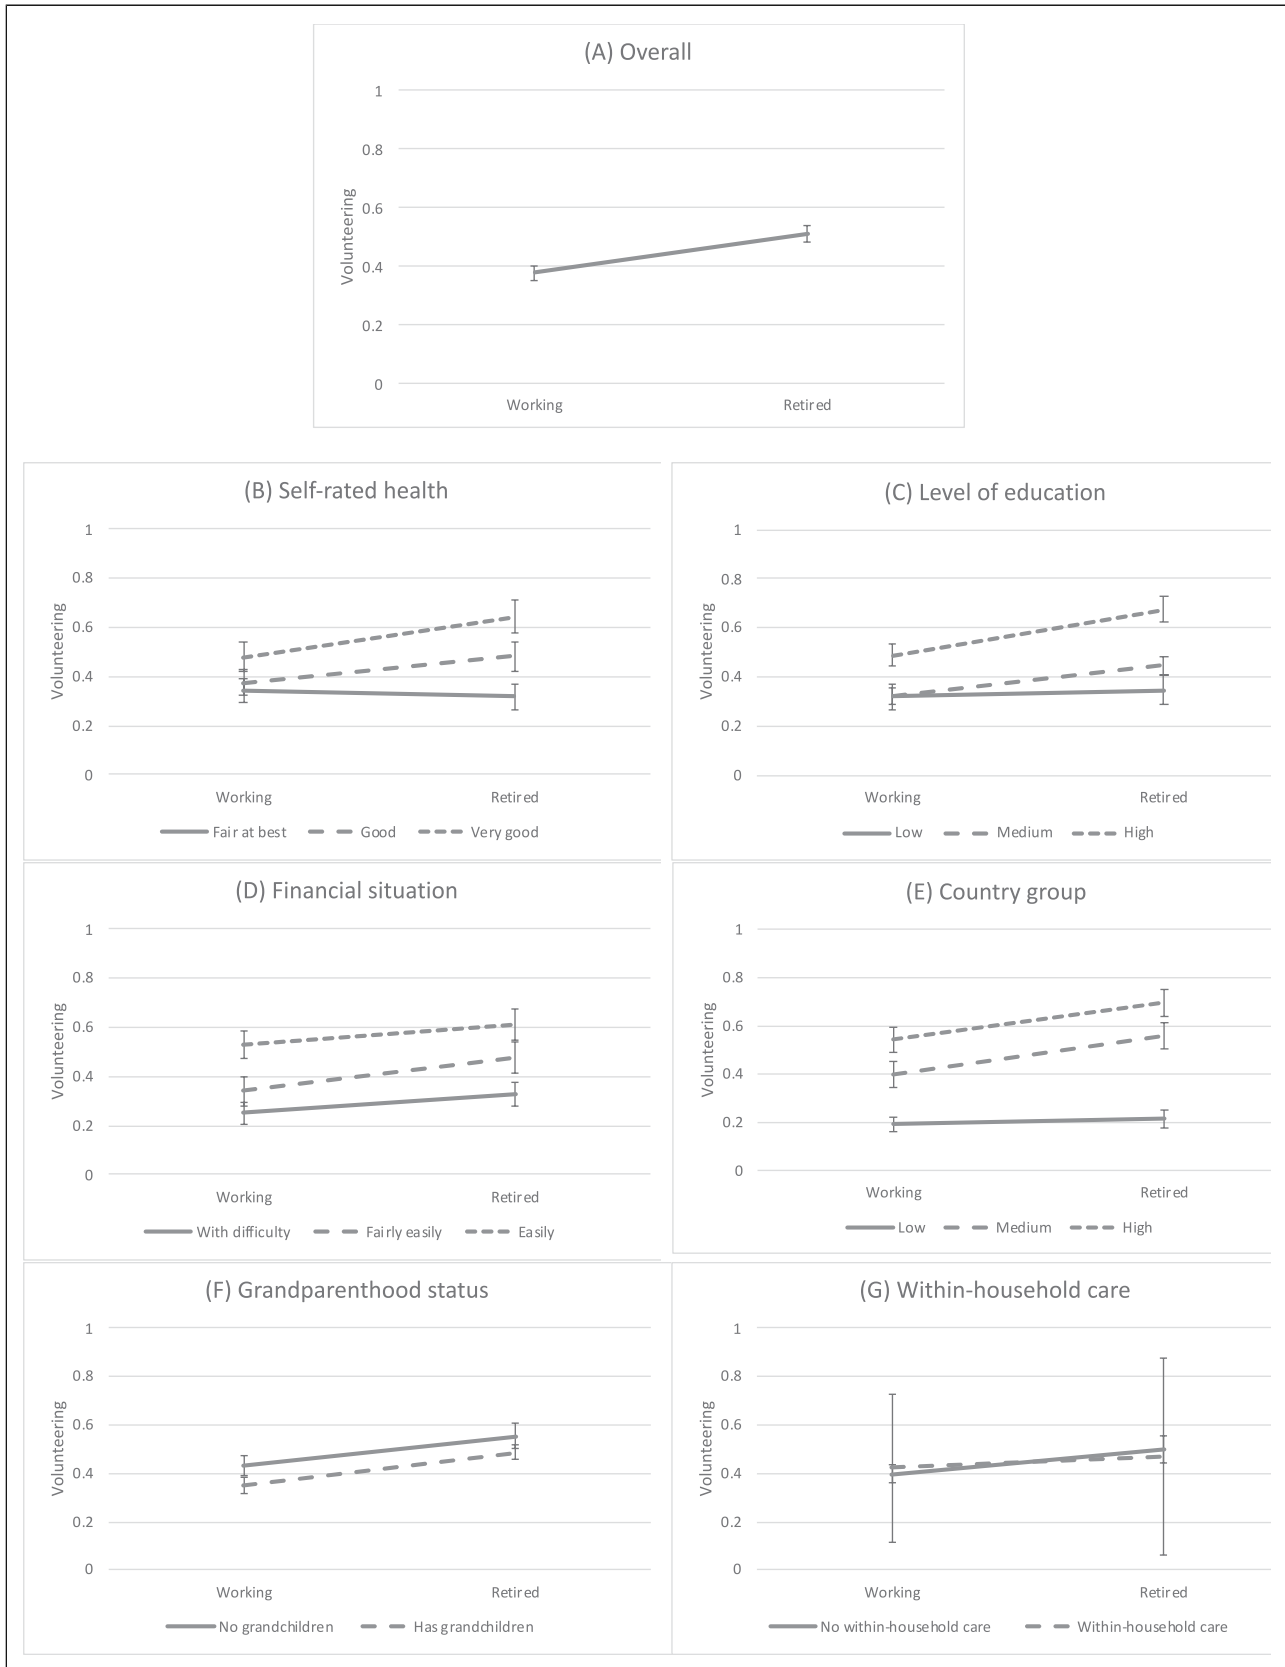 (A) Overall
1
0.8
0.6
0.4
0.2
0
Volunteering
Working Retired
(B) Self-rated health
1
0.8
0.6
0.4
0.2
0
Volunteering
Working Retired
Fair at best Good Very good
(C) Level of education
1
0.8
0.6
0.4
0.2
0
Volunteering
Working Retired
Low Medium High
(D) Financial situation
1
0.8
0.6
0.4
0.2
0
Volunteering
Working Retired
With difficulty Fairly easily Easily
(E) Country group
1
0.8
0.6
0.4
0.2
0
Volunteering
Working Retired
Low Medium High
(F) Grandparenthood status
1
0.8
0.6
0.4
0.2
0
Volunteering
Working Retired
No grandchildren Has grandchildren
(G) Within-household care
1
0.8
0.6
0.4
0.2
0
Volunteering
Working Retired
No within-household care Within-household care